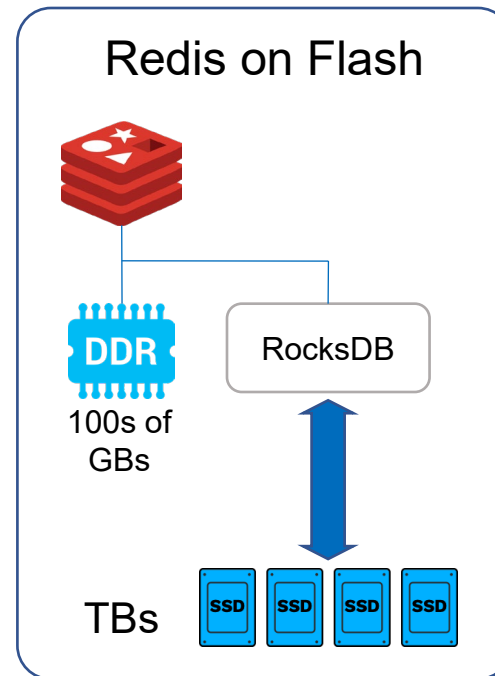 Redis on Flash
DDR
RocksDB
100s of
GBs
TBs
SSD
SSD
SSD
SSD